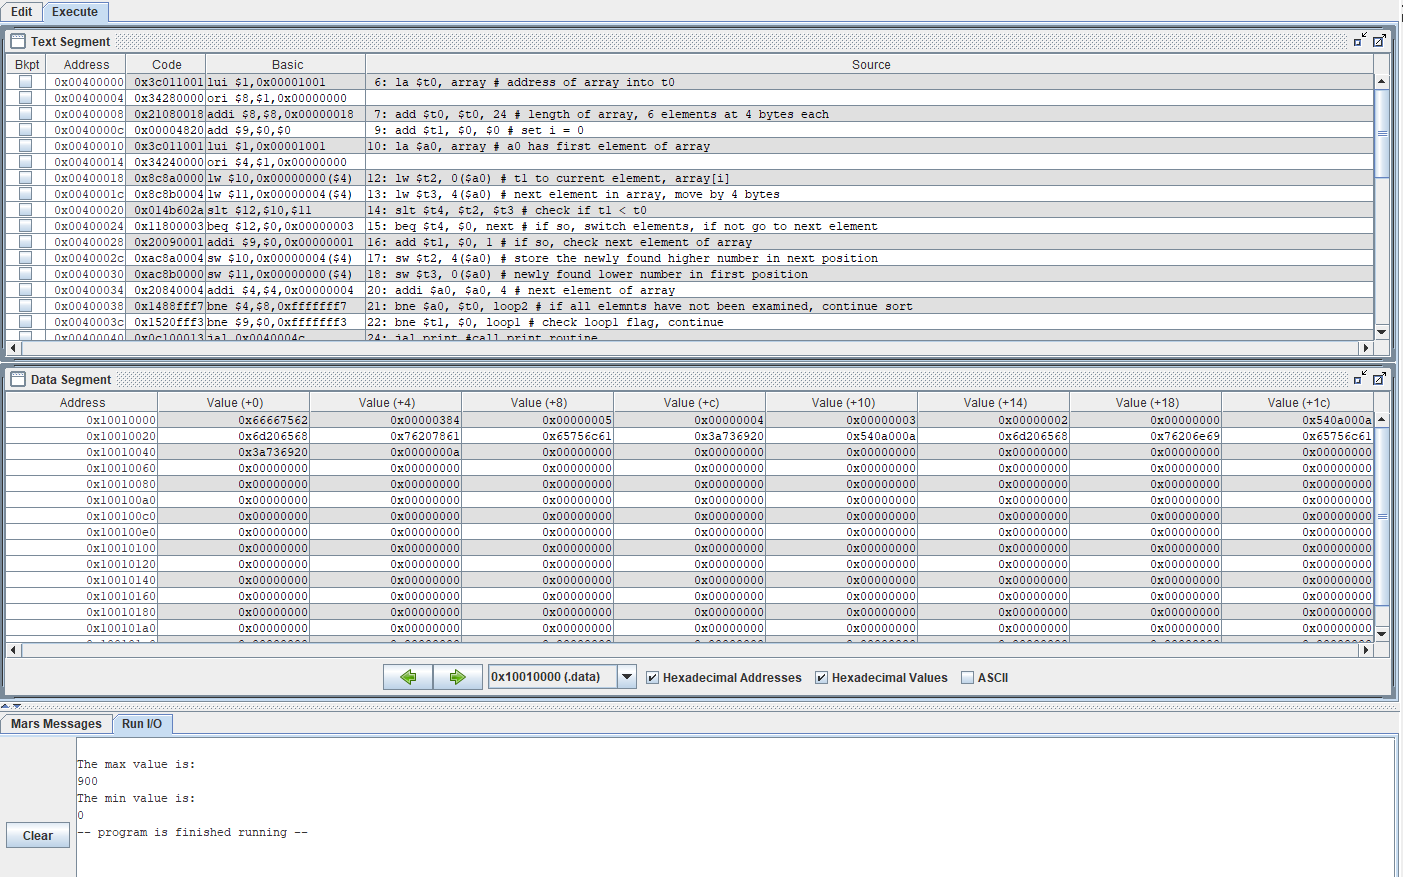 Edit Execute
Text Segment
Bkpt Address Code Basic Source
0x00400000 0x3c011001 lui $1,0x00001001 6: la $t0, array # address of array into t0
0x00400004 0x34280000 ori $8,$1,0x00000000
0x00400008 0x21080018 addi $8,$8,0x00000018 7: add $t0, $t0, 24 # length of array, 6 elements at 4 bytes each
0x0040000c 0x00004820 add $9,$0,$0 9: add $t1, $0, $0 # set i = 0
0x00400010 0x3c011001 lui $1,0x00001001 10: la $a0, array # a0 has first element of array
0x00400014 0x34240000 ori $4,$1,0x00000000
0x00400018 0x8c8a0000 lw $10,0x00000000($4) 12: lw $t2, 0($a0) # t1 to current element, array[i]
0x0040001c 0x8c8b0004 lw $11,0x00000004($4) 13: lw $t3, 4($a0) # next element in array, move by 4 bytes
0x00400020 0x014b602a slt $12,$10,$11 14: slt $t4, $t2, $t3 # check if t1 < t0
0x00400024 0x11800003 beq $12,$0,0x00000003 15: beq $t4, $0, next # if so, switch elements, if not go to next element
0x00400028 0x20090001 addi $9,$0,0x00000001 16: add $t1, $0, 1 # if so, check next element of array
0x0040002c 0xac8a0004 sw $10,0x00000004($4) 17: sw $t2, 4($a0) # store the newly found higher number in next position
0x00400030 0xac8b0000 sw $11,0x00000000($4) 18: sw $t3, 0($a0) # newly found lower number in first position
0x00400034 0x20840004 addi $4,$4,0x00000004 20: addi $a0, $a0, 4 # next element of array
0x00400038 0x1488fff7 bne $4,$8,0xfffffff7 21: bne $a0, $t0, loop2 # if all elemnts have not been examined, continue sort
0x0040003c 0x1520fff3 bne $9,$0,0xfffffff3 22: bne $t1, $0, loop1 # check loop1 flag, continue
0x00400040 0x0c100013 jal 0x0040004c 24: jal print #call print routine
Data Segment
Address Value (+0) Value (+4) Value (+8) Value (+c) Value (+10) Value (+14) Value (+18) Value (+1c)
0x10010000 0x66667562 0x00000384 0x00000005 0x00000004 0x00000003 0x00000002 0x00000000 0x540a000a
0x10010020 0x6d206568 0x76207861 0x65756c61 0x3a736920 0x540a000a 0x6d206568 0x76206e69 0x65756c61
0x10010040 0x3a736920 0x0000000a 0x00000000 0x00000000 0x00000000 0x00000000 0x00000000 0x00000000
0x10010060 0x00000000 0x00000000 0x00000000 0x00000000 0x00000000 0x00000000 0x00000000 0x00000000
0x10010080 0x00000000 0x00000000 0x00000000 0x00000000 0x00000000 0x00000000 0x00000000 0x00000000
0x100100a0 0x00000000 0x00000000 0x00000000 0x00000000 0x00000000 0x00000000 0x00000000 0x00000000
0x100100c0 0x00000000 0x00000000 0x00000000 0x00000000 0x00000000 0x00000000 0x00000000 0x00000000
0x100100e0 0x00000000 0x00000000 0x00000000 0x00000000 0x00000000 0x00000000 0x00000000 0x00000000
0x10010100 0x00000000 0x00000000 0x00000000 0x00000000 0x00000000 0x00000000 0x00000000 0x00000000
0x10010120 0x00000000 0x00000000 0x00000000 0x00000000 0x00000000 0x00000000 0x00000000 0x00000000
0x10010140 0x00000000 0x00000000 0x00000000 0x00000000 0x00000000 0x00000000 0x00000000 0x00000000
0x10010160 0x00000000 0x00000000 0x00000000 0x00000000 0x00000000 0x00000000 0x00000000 0x00000000
0x10010180 0x00000000 0x00000000 0x00000000 0x00000000 0x00000000 0x00000000 0x00000000 0x00000000
0x100101a0 0x00000000 0x00000000 0x00000000 0x00000000 0x00000000 0x00000000 0x00000000 0x00000000
0x10010000 (.data) Hexadecimal Addresses Hexadecimal Values ASCII
Mars Messages Run I/O
The max value is:
900
The min value is:
0
-- program is finished running --
Clear